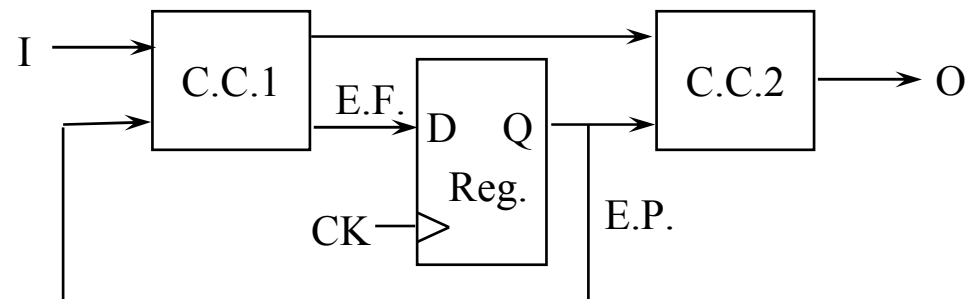 I
C.C.1
C.C.2
O
E.F.
D Q
Reg.
CK
E.P.